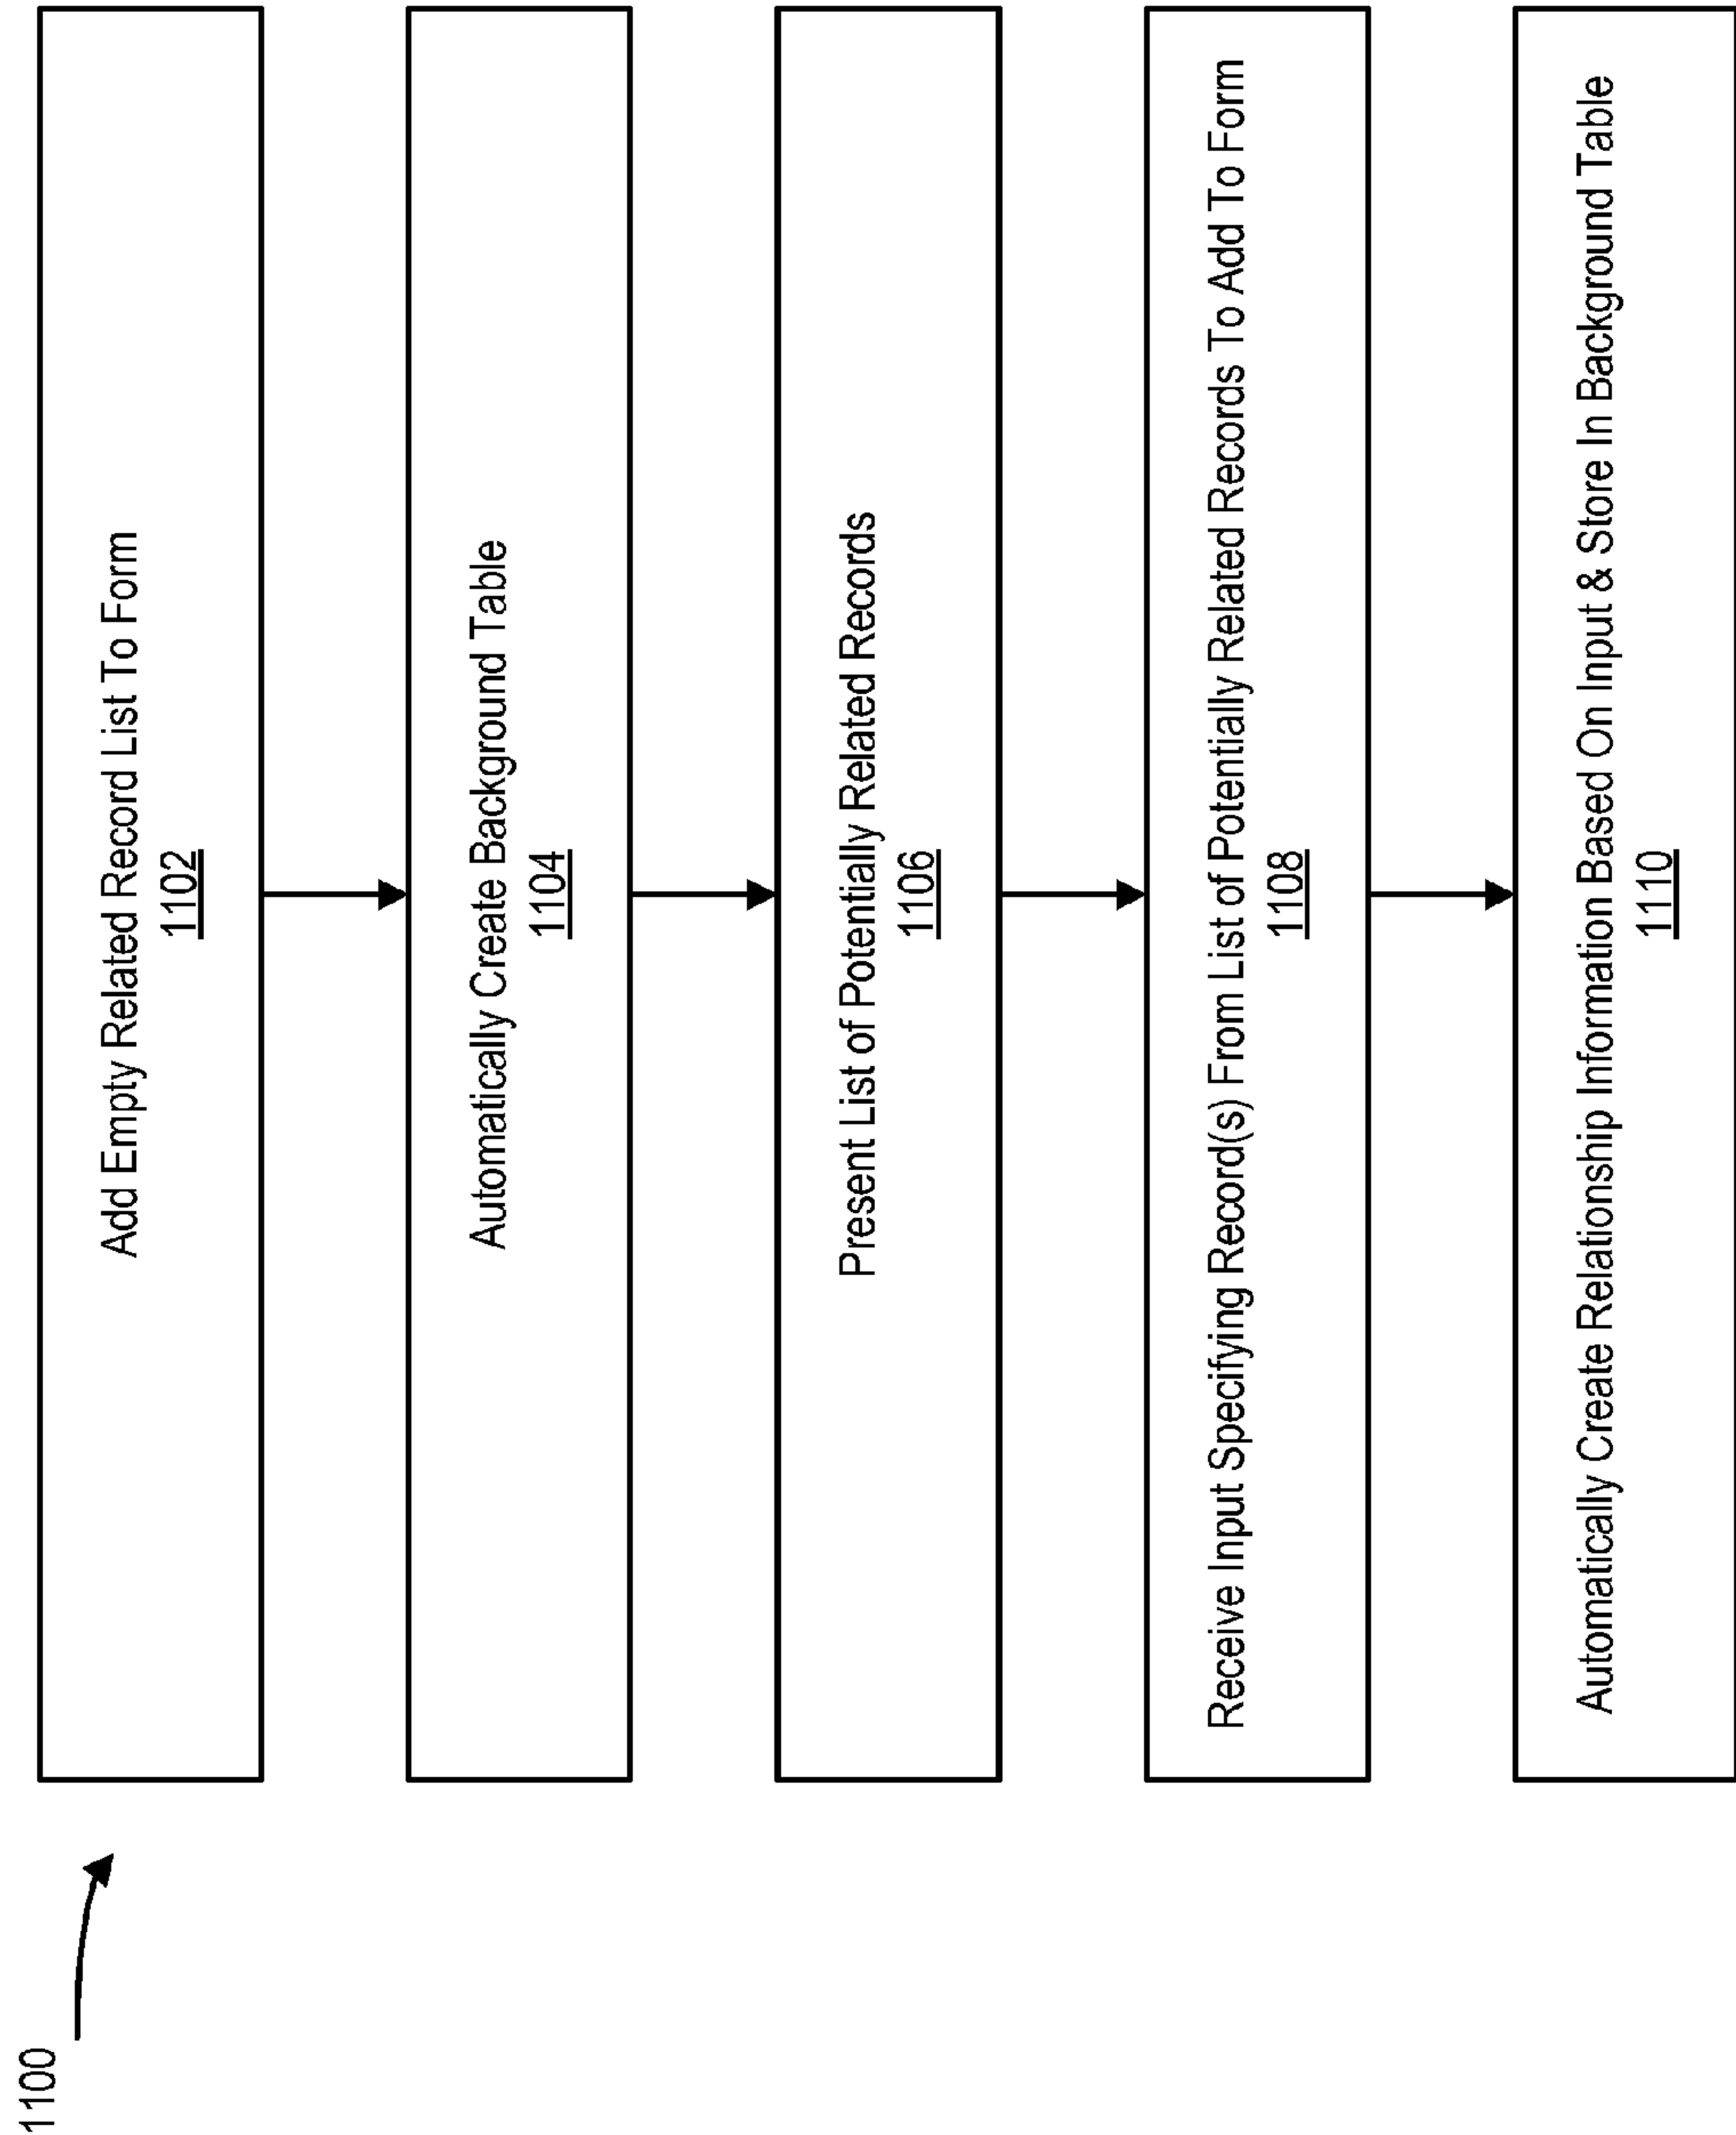 1100
Add Empty Related Record List To Form
1102
Automatically Create Background Table
1104
Present List of Potentially Related Records
1106
Receive Input Specifying Record(s) From List of Potentially Related Records To Add To Form
1108
Automatically Create Relationship Information Based On Input & Store In Background Table
1110